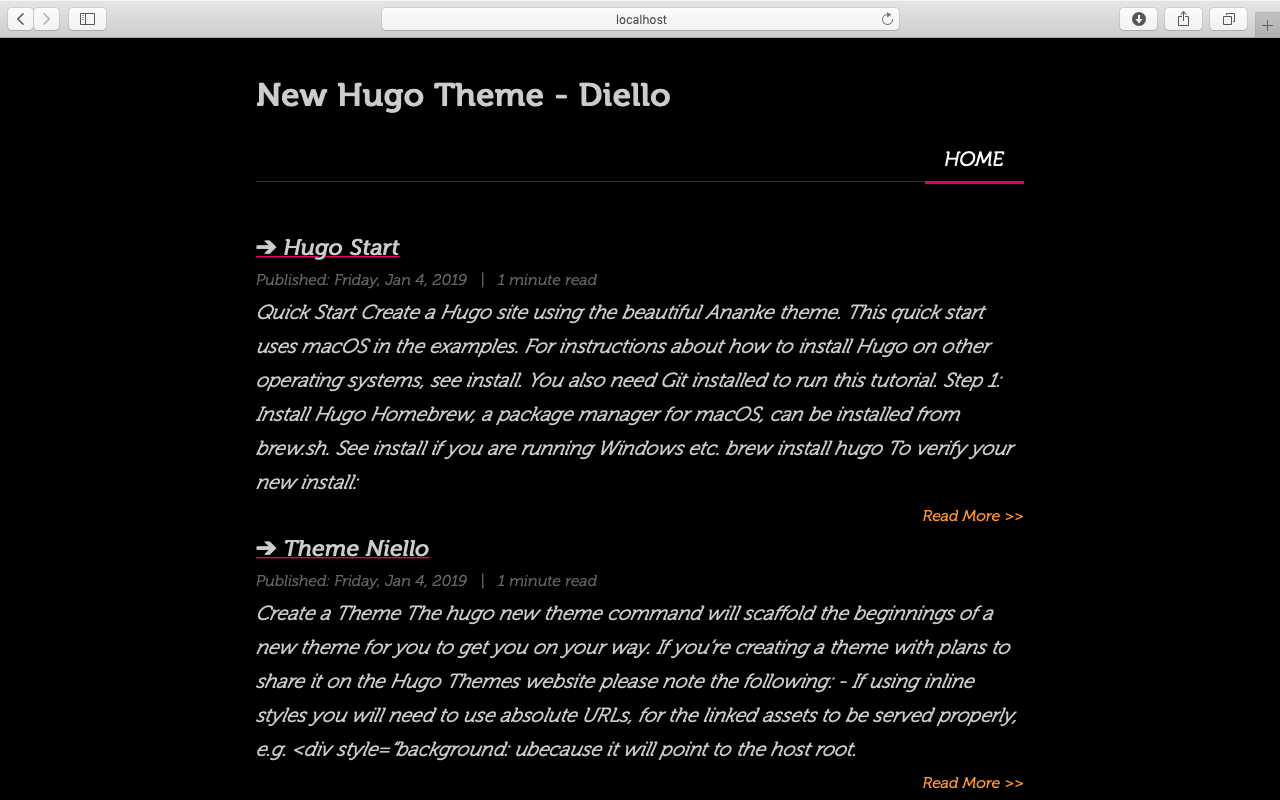 localhost
New Hugo Theme - Diello
HOME
➔ Hugo Start
Published: Friday, Jan 4, 2019 | 1 minute read
Quick Start Create a Hugo site using the beautiful Ananke theme. This quick start
uses macOS in the examples. For instructions about how to install Hugo on other
operating systems, see install. You also need Git installed to run this tutorial. Step 1:
Install Hugo Homebrew, a package manager for macOS, can be installed from
brew.sh. See install if you are running Windows etc. brew install hugo To verify your
new install:
Read More >>
➔ Theme Niello
Published: Friday, Jan 4, 2019 | 1 minute read
Create a Theme The hugo new theme command will scaffold the beginnings of a
new theme for you to get you on your way. If you’re creating a theme with plans to
share it on the Hugo Themes website please note the following: - If using inline
styles you will need to use absolute URLs, for the linked assets to be served properly,
e.g. <div style=“background: ubecause it will point to the host root.
Read More >>